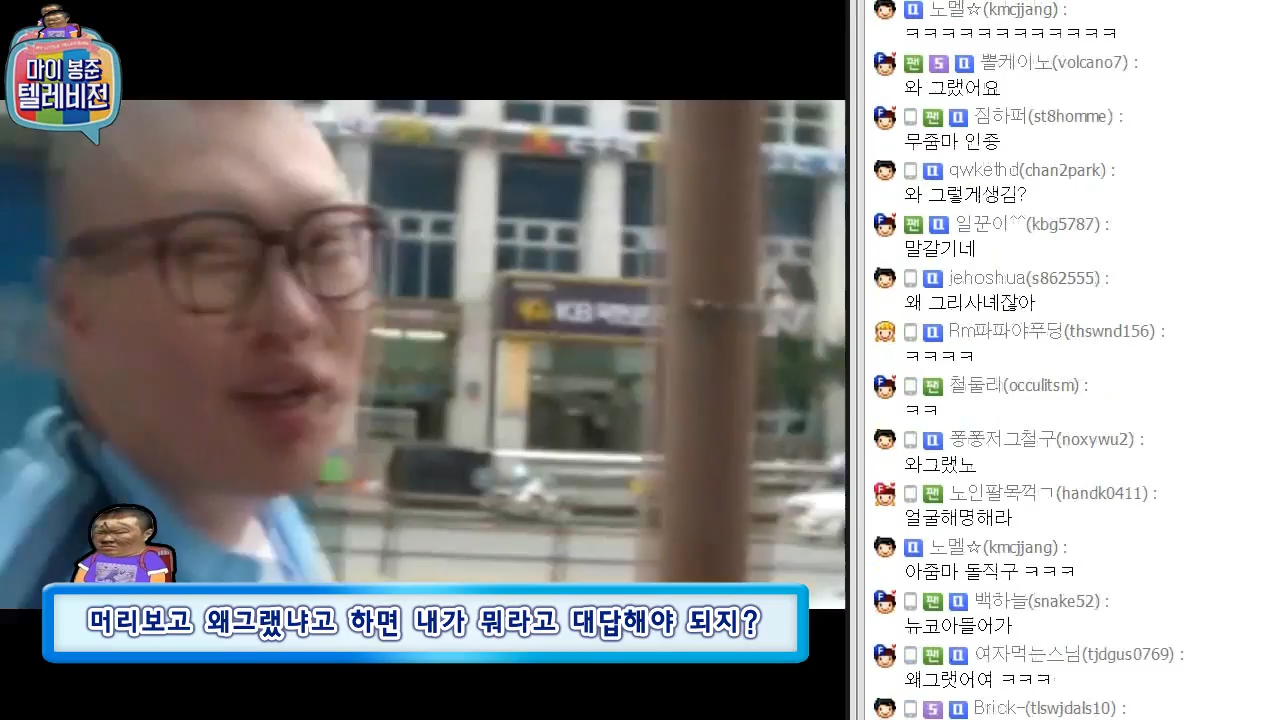 MY LITTLE TELEVISION
마이 봉준
텔레비전
KB
머리보고 왜그랬냐고 하면 내가 뭐라고 대답해야 되지?
노멜☆(kmcjjang) :
ㅋㅋㅋㅋㅋㅋㅋㅋㅋㅋㅋㅋ
팬 S 뽈케이노(volcano7) :
와 그랬어요
팬 짐하퍼(st8homme) :
무줌마 인종
qwkethd(chan2park) :
와 그렇게생김?
팬 일꾼이^^(kbg5787) :
말갈기네
jehoshua(s862555) :
왜 그리사녜잖아
Rm파파야푸딩(thswnd156) :
ㅋㅋㅋㅋ
팬 철둘리(occulitsm) :
ㅋㅋ
퐁퐁저그철구(noxywu2) :
와그랬노
팬 노인팔목꺽ㄱ(handk0411) :
얼굴해명해라
노멜☆(kmcjjang) :
아줌마 돌직구 ㅋㅋㅋ
팬 백하늘(snake52) :
뉴코아들어가
팬 여자먹는스님(tjdgus0769) :
왜그랫어여 ㅋㅋㅋ
S Brick-(tlswjdals10) :